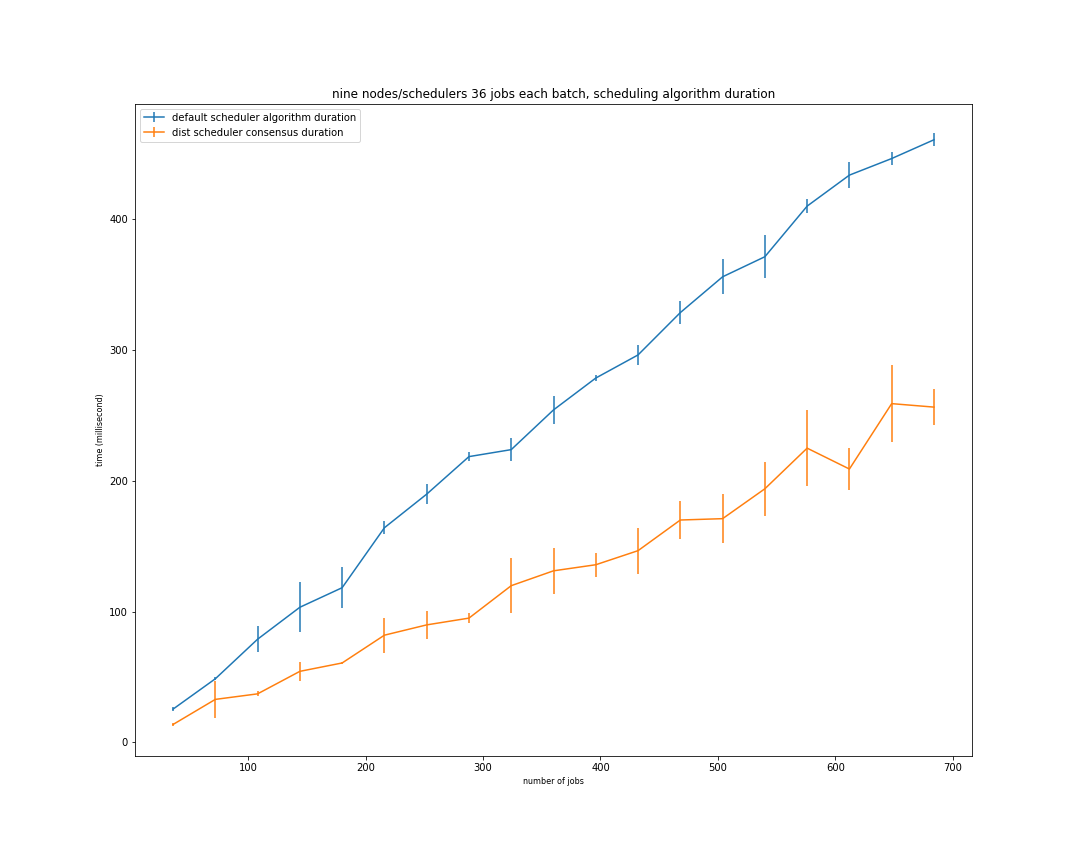 nine nodes/schedulers 36 jobs each batch, scheduling algorithm duration
default scheduler algorithm duration
dist scheduler consensus duration
400
300
200
100
0
time (millisecond)
100 200 300 400 500 600 700
number of jobs